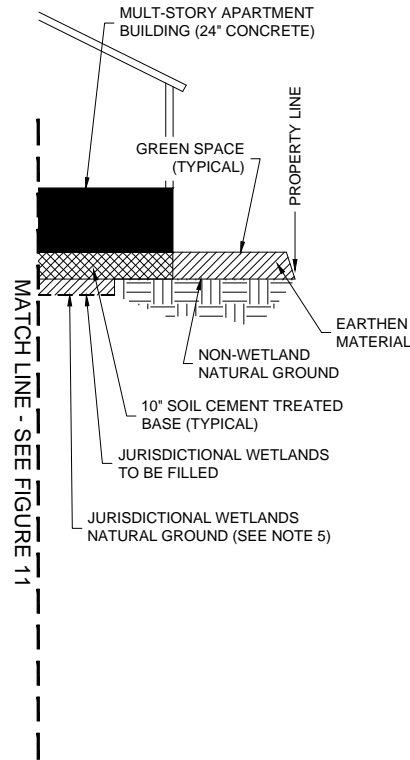 MULT-STORY APARTMENT
BUILDING (24" CONCRETE)
GREEN SPACE
(TYPICAL)
PROPERTY LINE
EARTHEN
MATERIAL
NON-WETLAND
NATURAL GROUND
10" SOIL CEMENT TREATED
BASE (TYPICAL)
JURISDICTIONAL WETLANDS
TO BE FILLED
JURISDICTIONAL WETLANDS
NATURAL GROUND (SEE NOTE 5)
MATCH LINE - SEE FIGURE 11